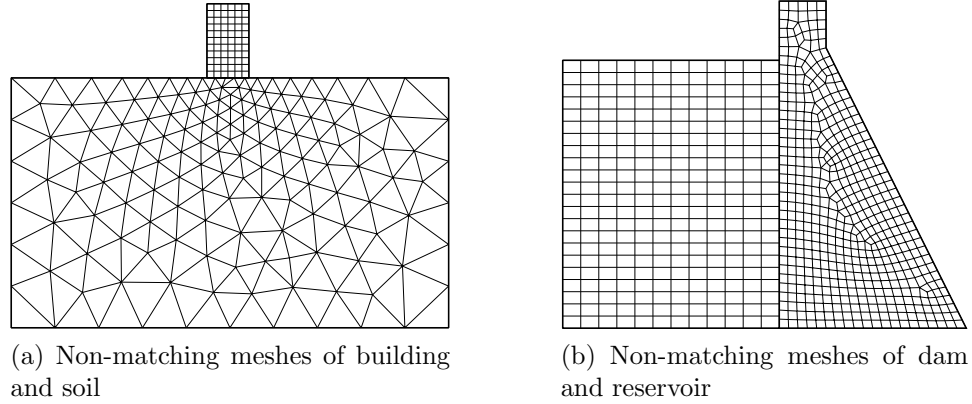 (a) Non-matching meshes of building
and soil
(b) Non-matching meshes of dam
and reservoir